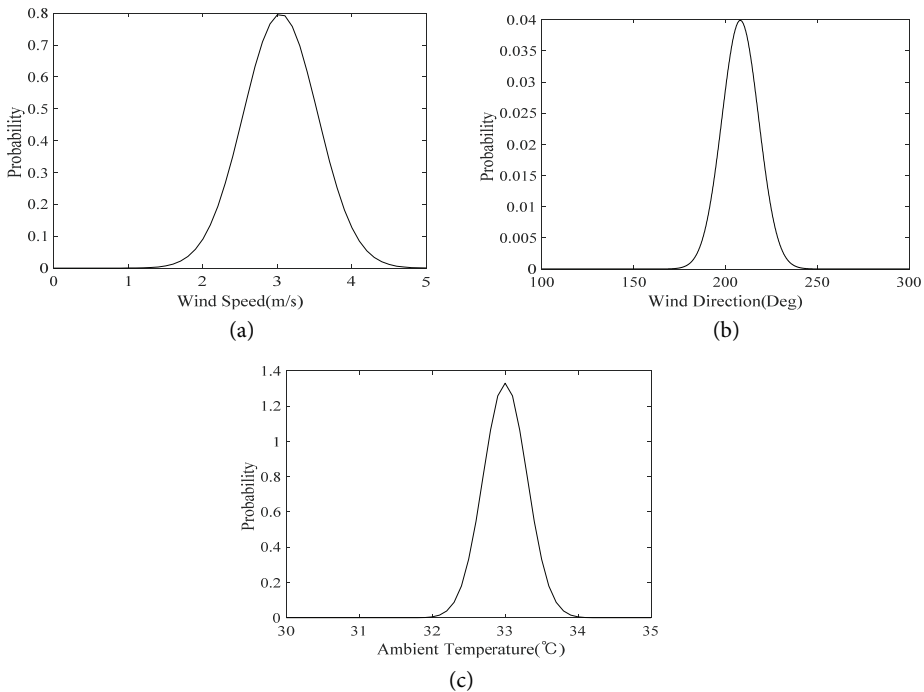 0.8
0.7
0.6
0.5
0.4
0.3
0.2
0.1
0
Probability
0 1 2 3 4 5
Wind Speed(m/s)
(a)
0.04
0.035
0.03
0.025
0.02
0.015
0.01
0.005
0
Probability
100 150 200 250 300
Wind Direction(Deg)
(b)
1.4
1.2
1
0.8
0.6
0.4
0.2
0
Probability
30 31 32 33 34 35
Ambient Temperature(℃)
(c)